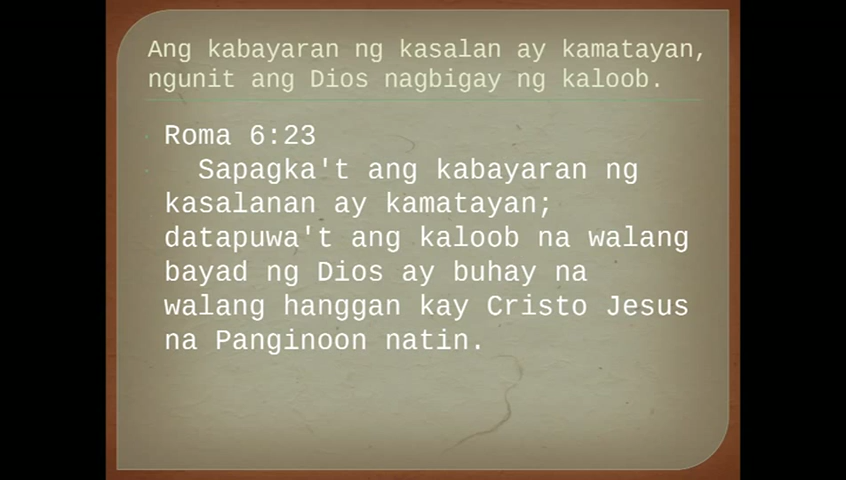 Ang kabayaran ng kasalan ay kamatayan,
ngunit ang Dios nagbigay ng kaloob.
Roma 6:23
Sapagka't ang kabayaran ng
kasalanan ay kamatayan;
datapuwa't ang kaloob na walang
bayad ng Dios ay buhay na
walang hanggan kay Cristo Jesus
na Panginoon natin.